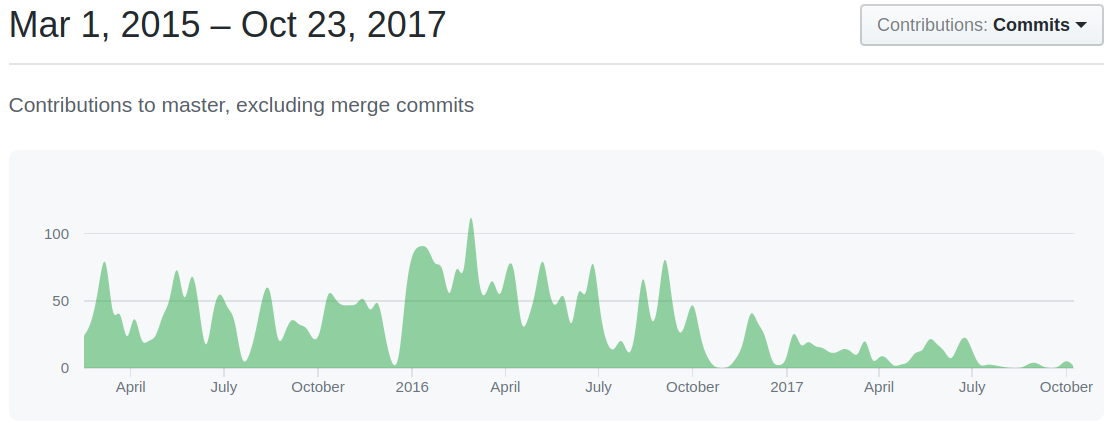 Mar 1, 2015 – Oct 23, 2017
Contributions: Commits
Contributions to master, excluding merge commits
100
50
0
April July October 2016 April July October 2017 April July October